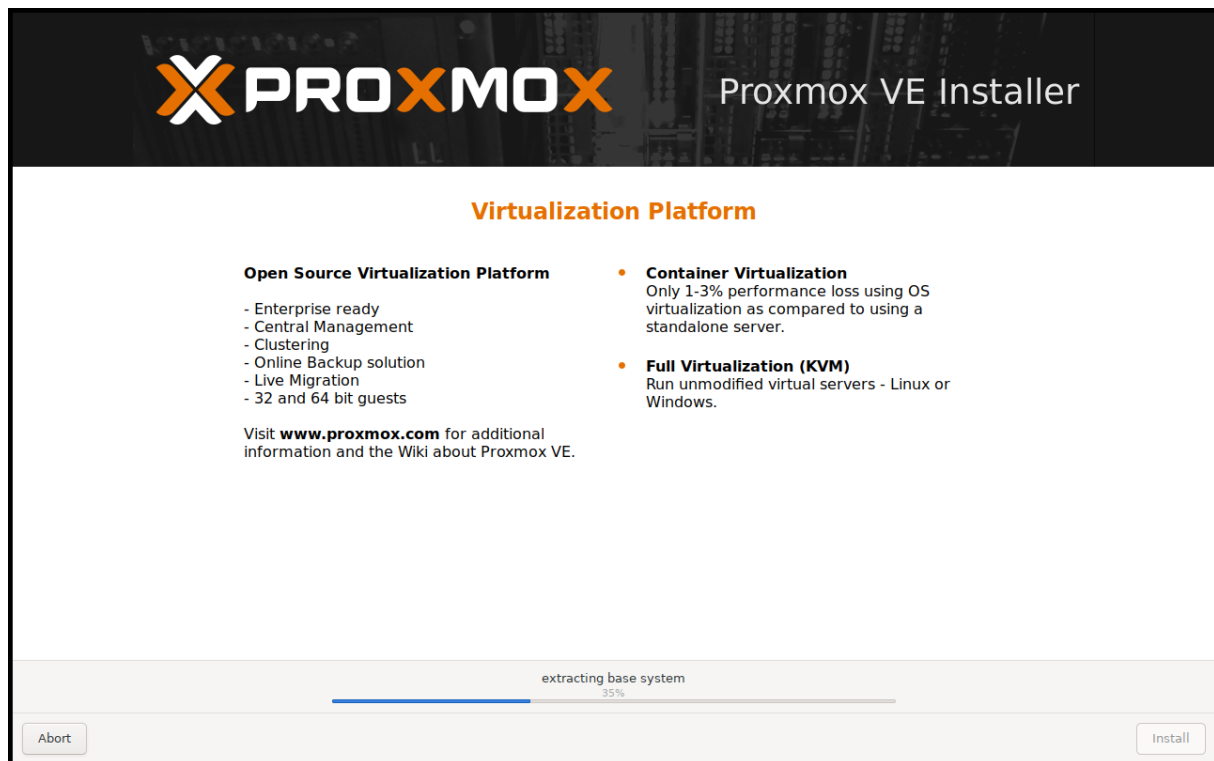 PROXMOX
Proxmox VE Installer
Virtualization Platform
Open Source Virtualization Platform
- Enterprise ready
- Central Management
- Clustering
- Online Backup solution
- Live Migration
- 32 and 64 bit guests
Visit www.proxmox.com for additional
information and the Wiki about Proxmox VE.
• Container Virtualization
Only 1-3% performance loss using OS
virtualization as compared to using a
standalone server.
• Full Virtualization (KVM)
Run unmodified virtual servers - Linux or
Windows.
extracting base system
35%
Abort
Install